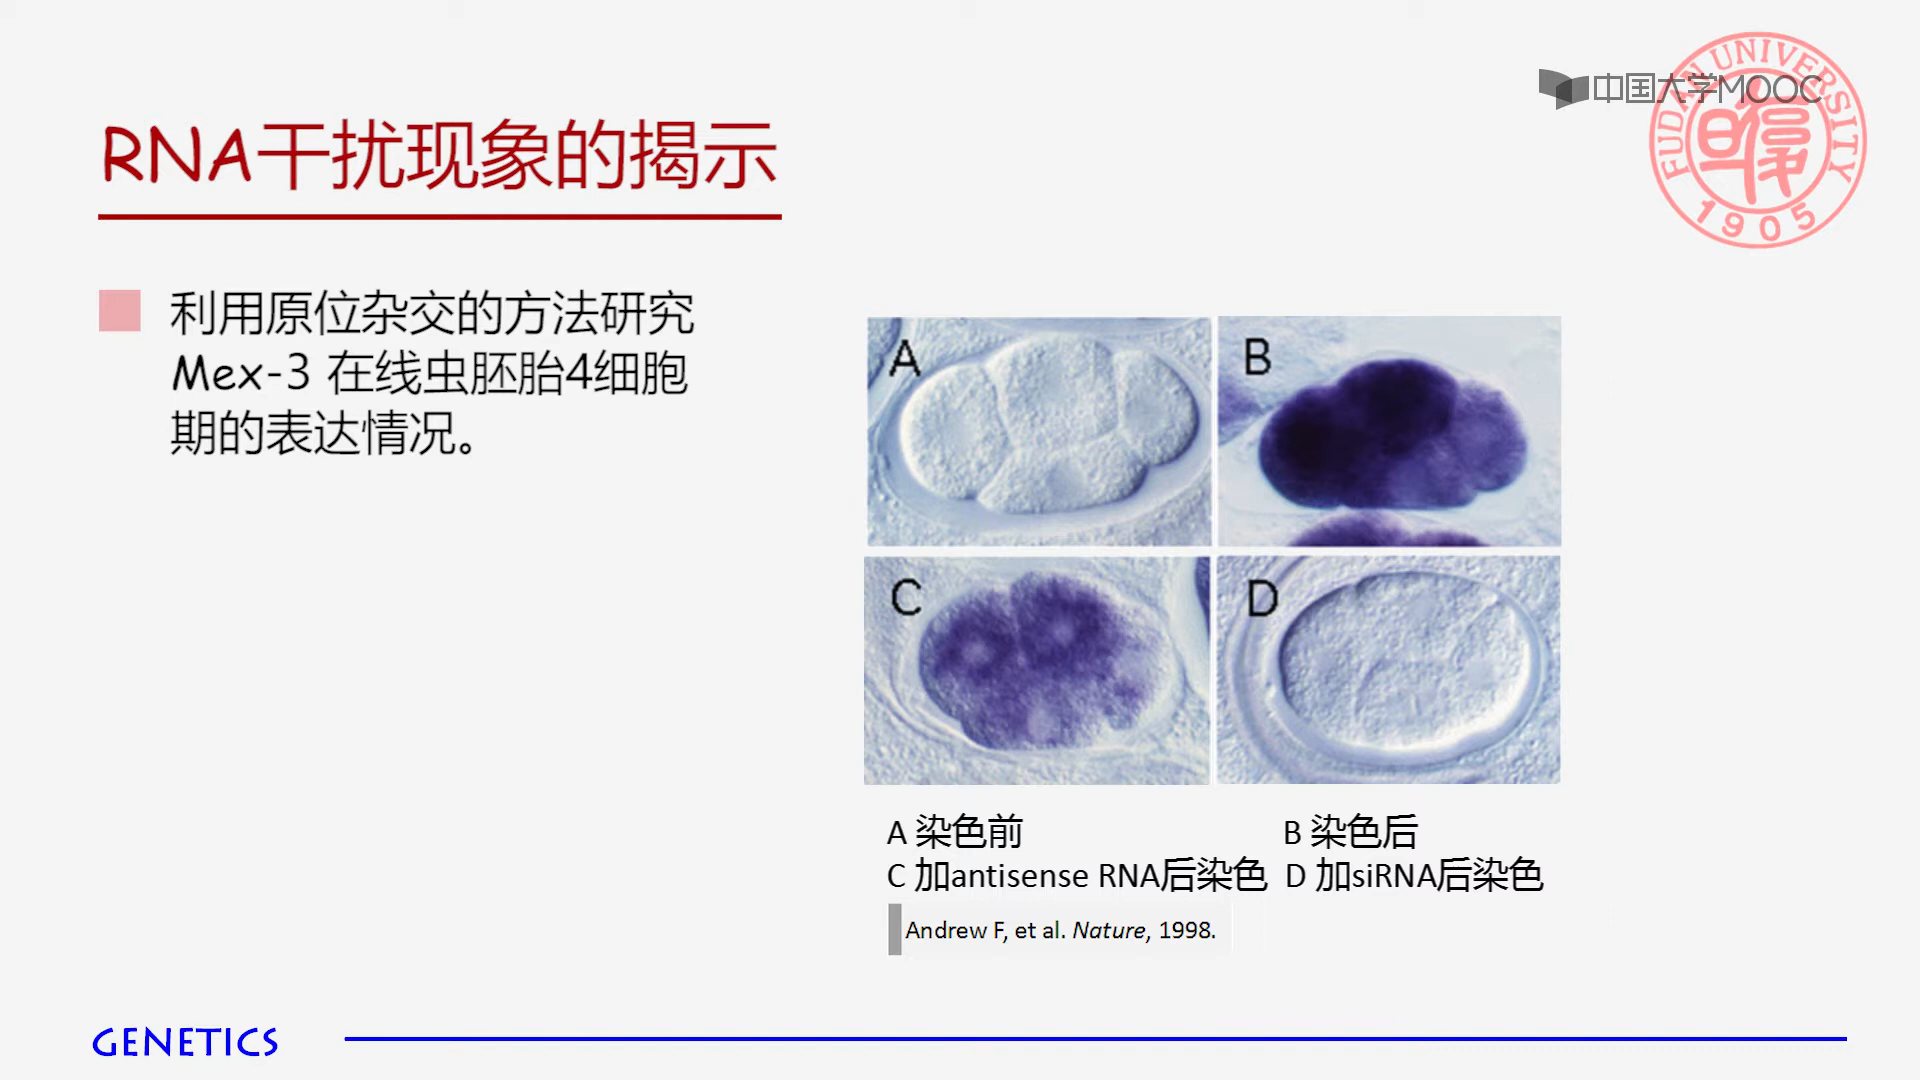 中国大学MOOC
FUDAN UNIVERSITY
1905
RNA干扰现象的揭示
利用原位杂交的方法研究
Mex-3 在线虫胚胎4细胞
期的表达情况。
A
B
C
D
A 染色前
B 染色后
C 加antisense RNA后染色
D 加siRNA后染色
Andrew F, et al. Nature, 1998.
GENETICS